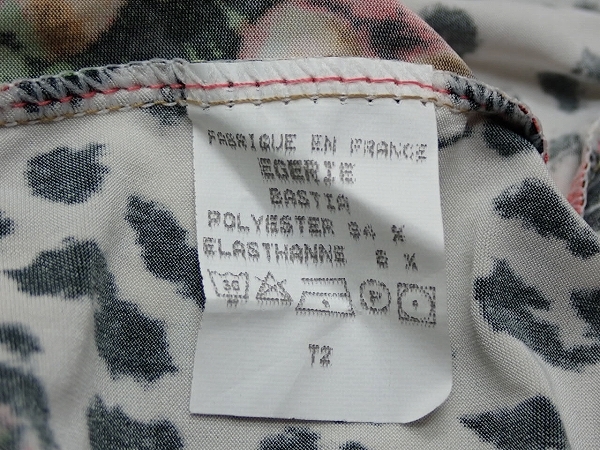 FABRIQUE EN FRANCE
EGERIE
BASTIA
POLYESTER 94 %
ELASTHANNE 6 %
30 P
T2